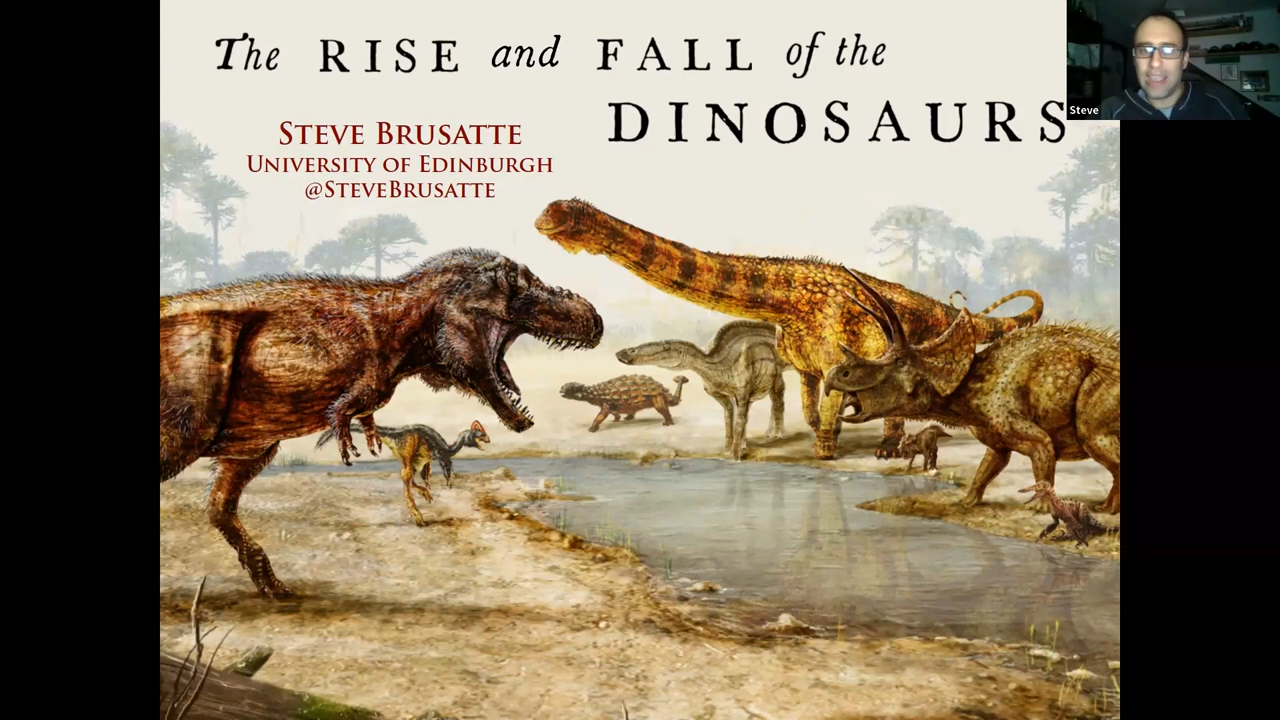 The RISE and FALL of the
DINOSAURS
STEVE BRUSATTE
UNIVERSITY OF EDINBURGH
@STEVEBRUSATTE
Steve